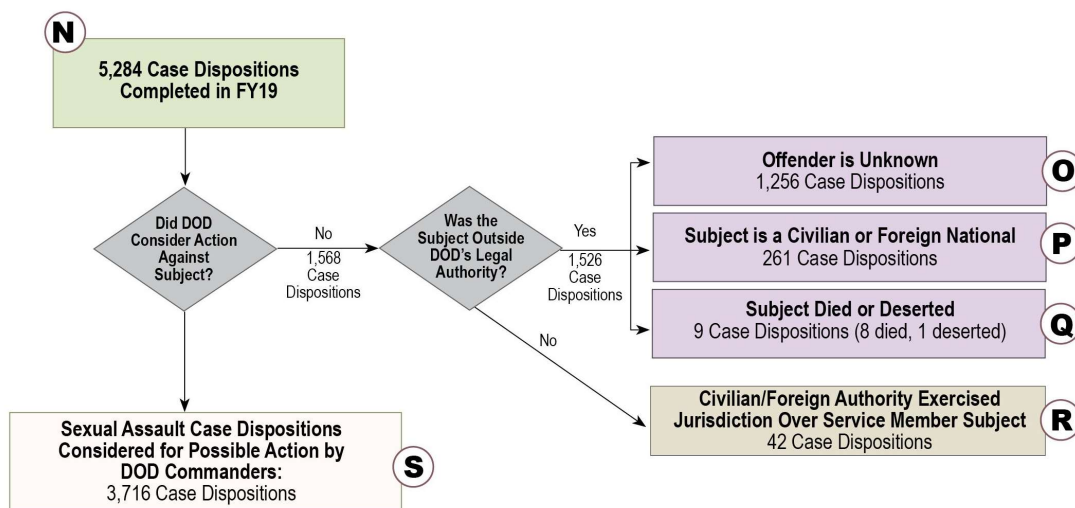 N
5,284 Case Dispositions
Completed in FY19
Did DOD
Consider Action
Against
Subject?
No
1,568
Case
Dispositions
Was the
Subject Outside
DOD's Legal
Authority?
Yes
1,526
Case
Dispositions
Offender is Unknown
1,256 Case Dispositions
O
Subject is a Civilian or Foreign National
261 Case Dispositions
P
Subject Died or Deserted
9 Case Dispositions (8 died, 1 deserted)
Q
No
Civilian/Foreign Authority Exercised
Jurisdiction Over Service Member Subject
42 Case Dispositions
R
Sexual Assault Case Dispositions
Considered for Possible Action by
DOD Commanders:
3,716 Case Dispositions
S